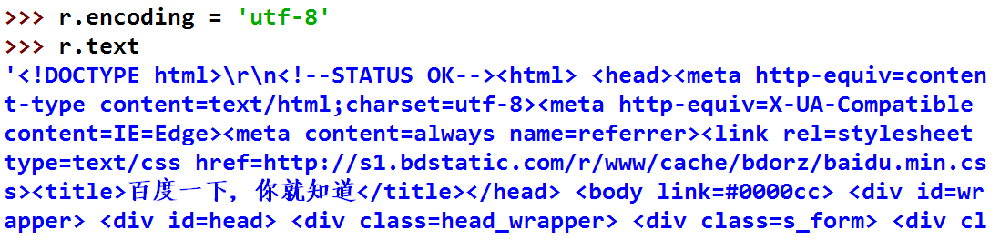 >>> r.encoding = 'utf-8'
>>> r.text
'<!DOCTYPE html>\r\n<!--STATUS OK--><html> <head><meta http-equiv=conten
t-type content=text/html;charset=utf-8><meta http-equiv=X-UA-Compatible
content=IE=Edge><meta content=always name=referrer><link rel=stylesheet
type=text/css href=http://s1.bdstatic.com/r/www/cache/bdorz/baidu.min.cs
s><title>百度一下，你就知道</title></head> <body link=#0000cc> <div id=wr
apper> <div id=head> <div class=head_wrapper> <div class=s_form> <div cl